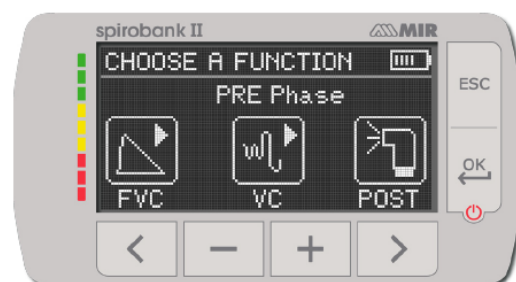 spirobank II MIR
CHOOSE A FUNCTION
PRE Phase
FVC VC POST
ESC
OK
< − + >